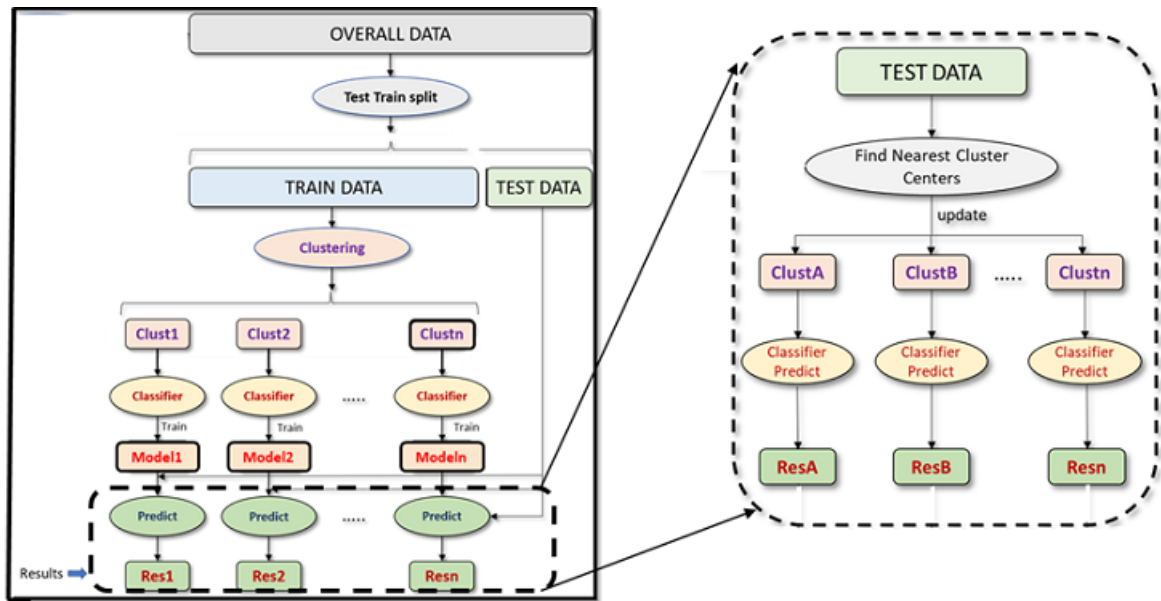 OVERALL DATA
Test Train split
TRAIN DATA
TEST DATA
Clustering
Clust1
Clust2
Clustn
Classifier
Classifier
.....
Classifier
Train
Train
Train
Model1
Model2
Modeln
Predict
Predict
.....
Predict
Results
Res1
Res2
Resn
TEST DATA
Find Nearest Cluster
Centers
update
ClustA
ClustB
.....
Clustn
Classifier
Predict
Classifier
Predict
Classifier
Predict
ResA
ResB
Resn